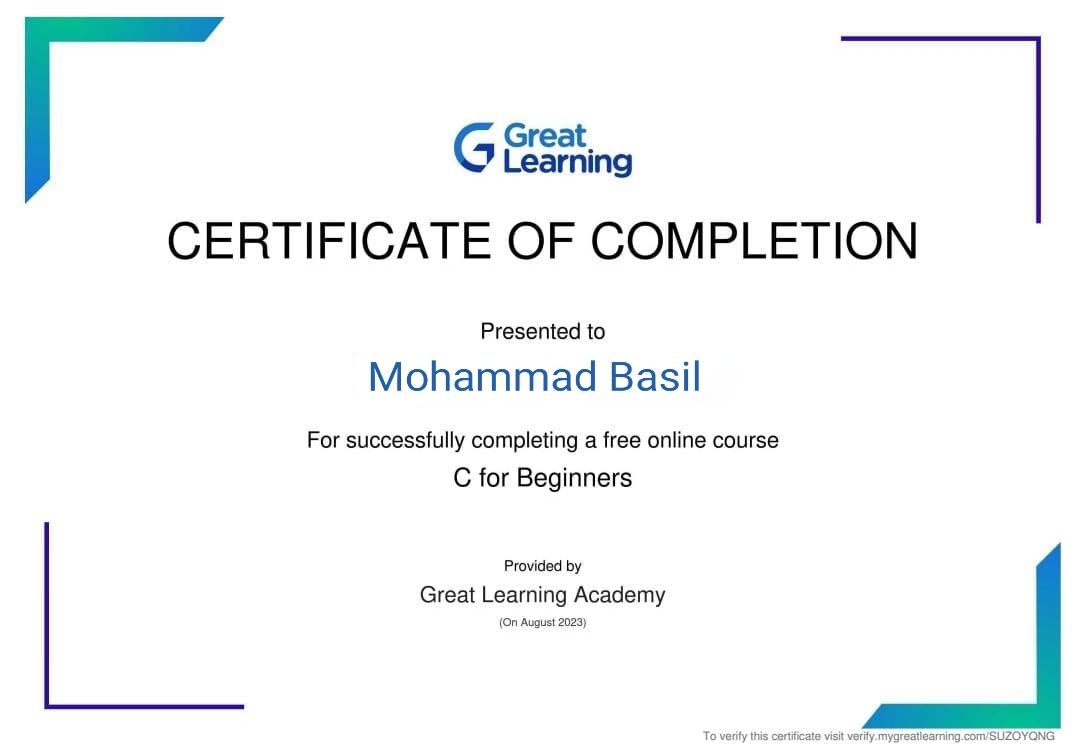 Great
Learning
CERTIFICATE OF COMPLETION
Presented to
Mohammad Basil
For successfully completing a free online course
C for Beginners
Provided by
Great Learning Academy
(On August 2023)
To verify this certificate visit verify.mygreatlearning.com/SUZOYQNG